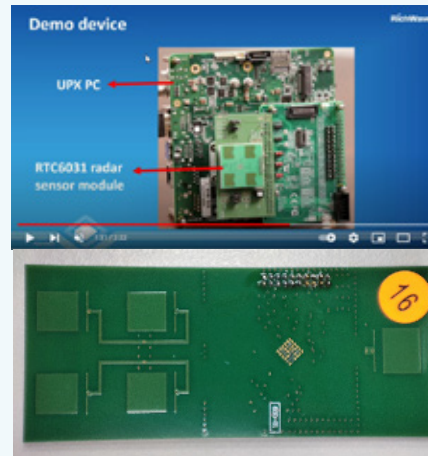 Demo device
RichWave
UPX PC
RTC6031 radar
sensor module
16